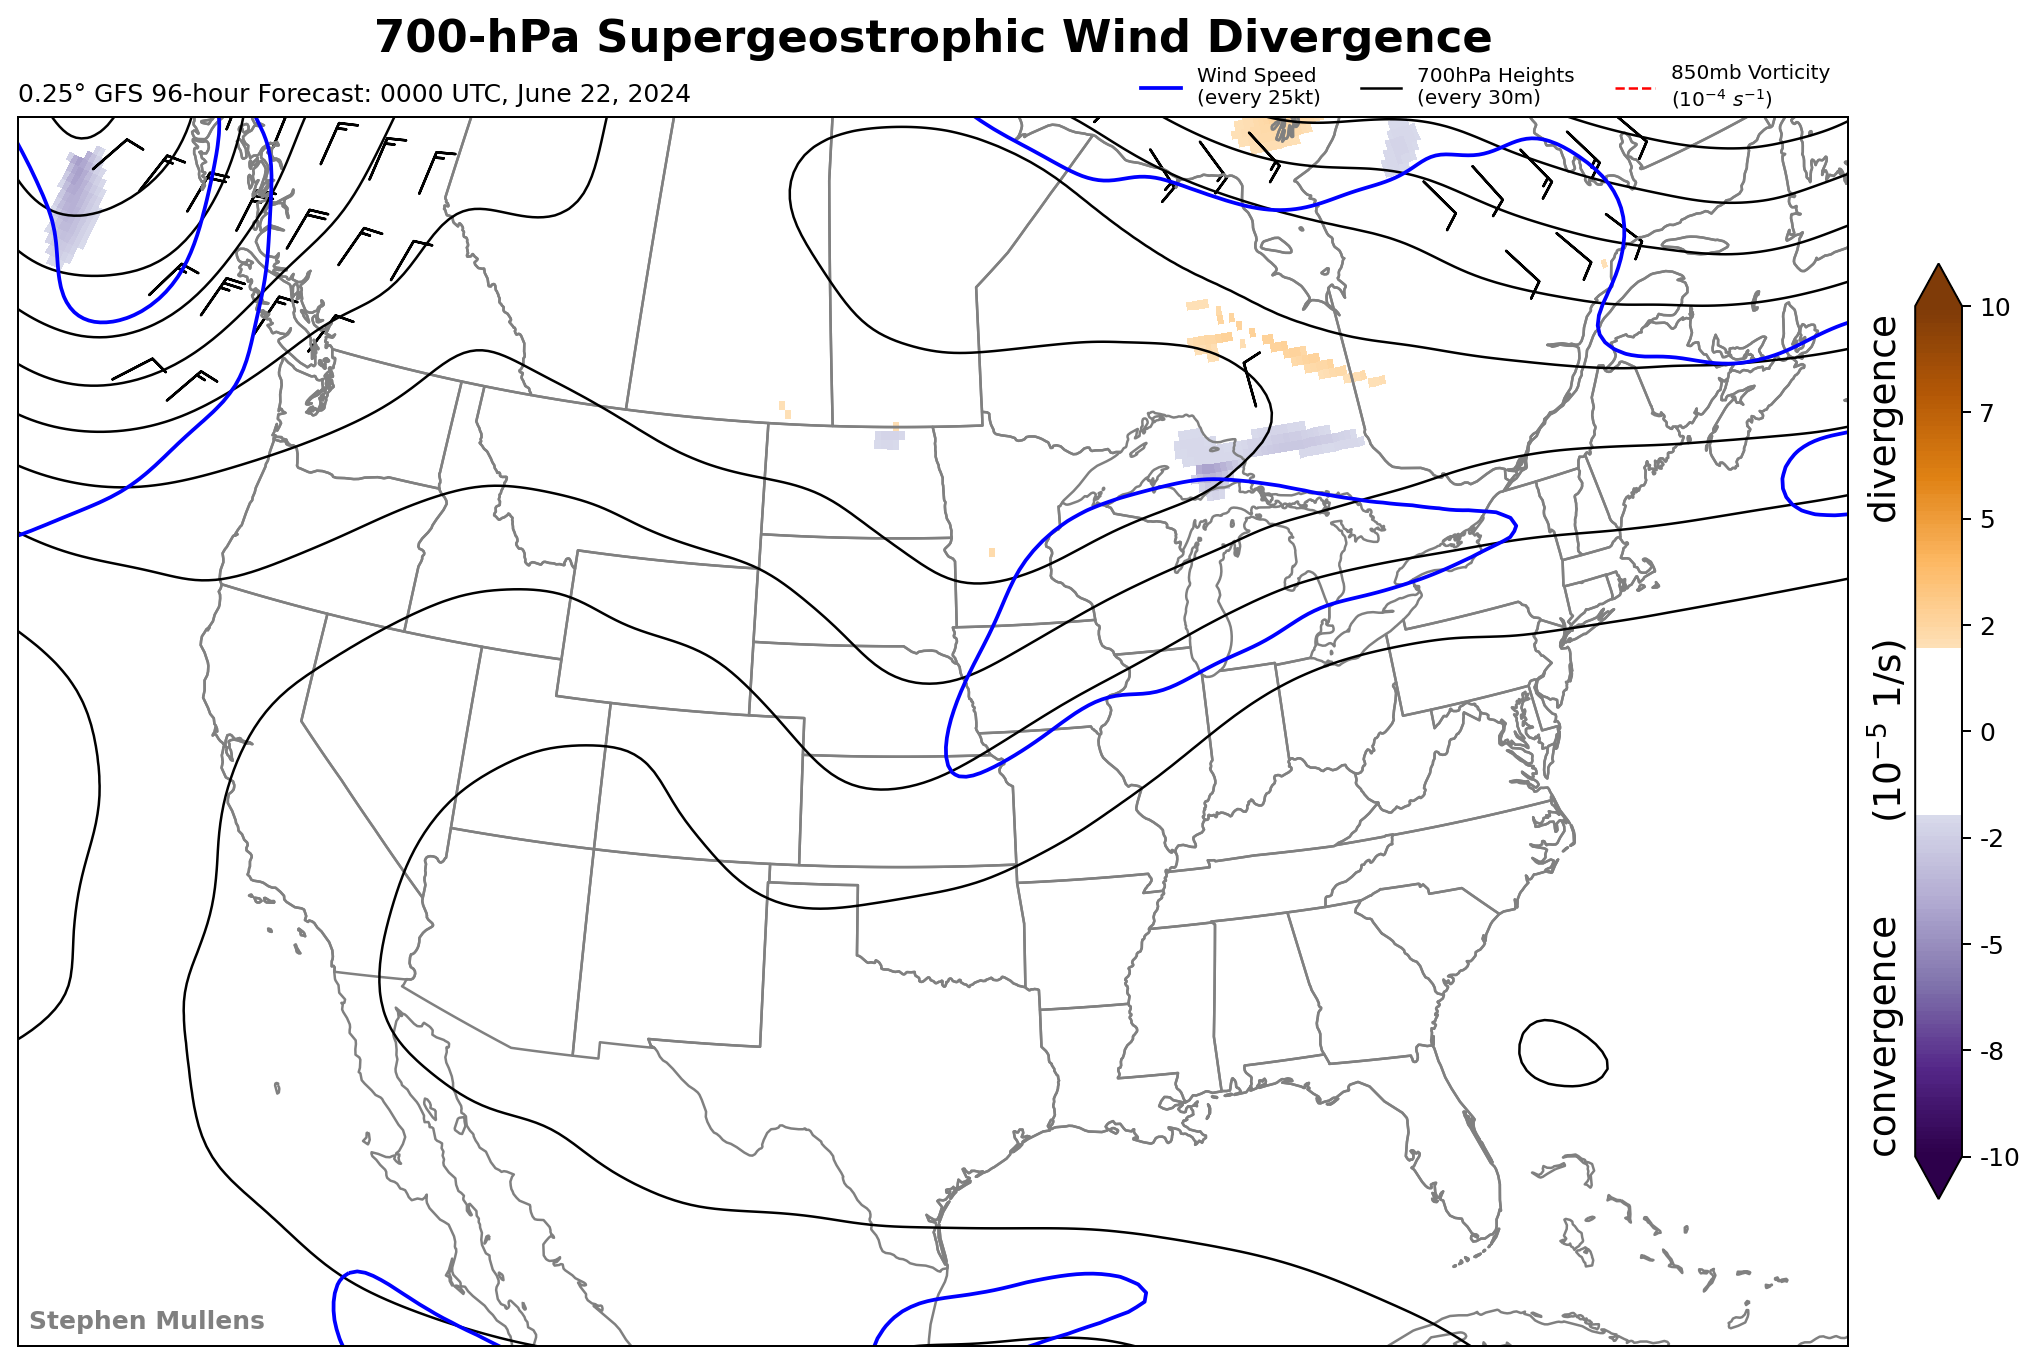 700-hPa Supergeostrophic Wind Divergence
0.25° GFS 96-hour Forecast: 0000 UTC, June 22, 2024
Wind Speed
(every 25kt)
700hPa Heights
(every 30m)
850mb Vorticity
(10⁻⁴ s⁻¹)
10
7
5
2
0
-2
-5
-8
-10
convergence (10⁻⁵ 1/s) divergence
Stephen Mullens